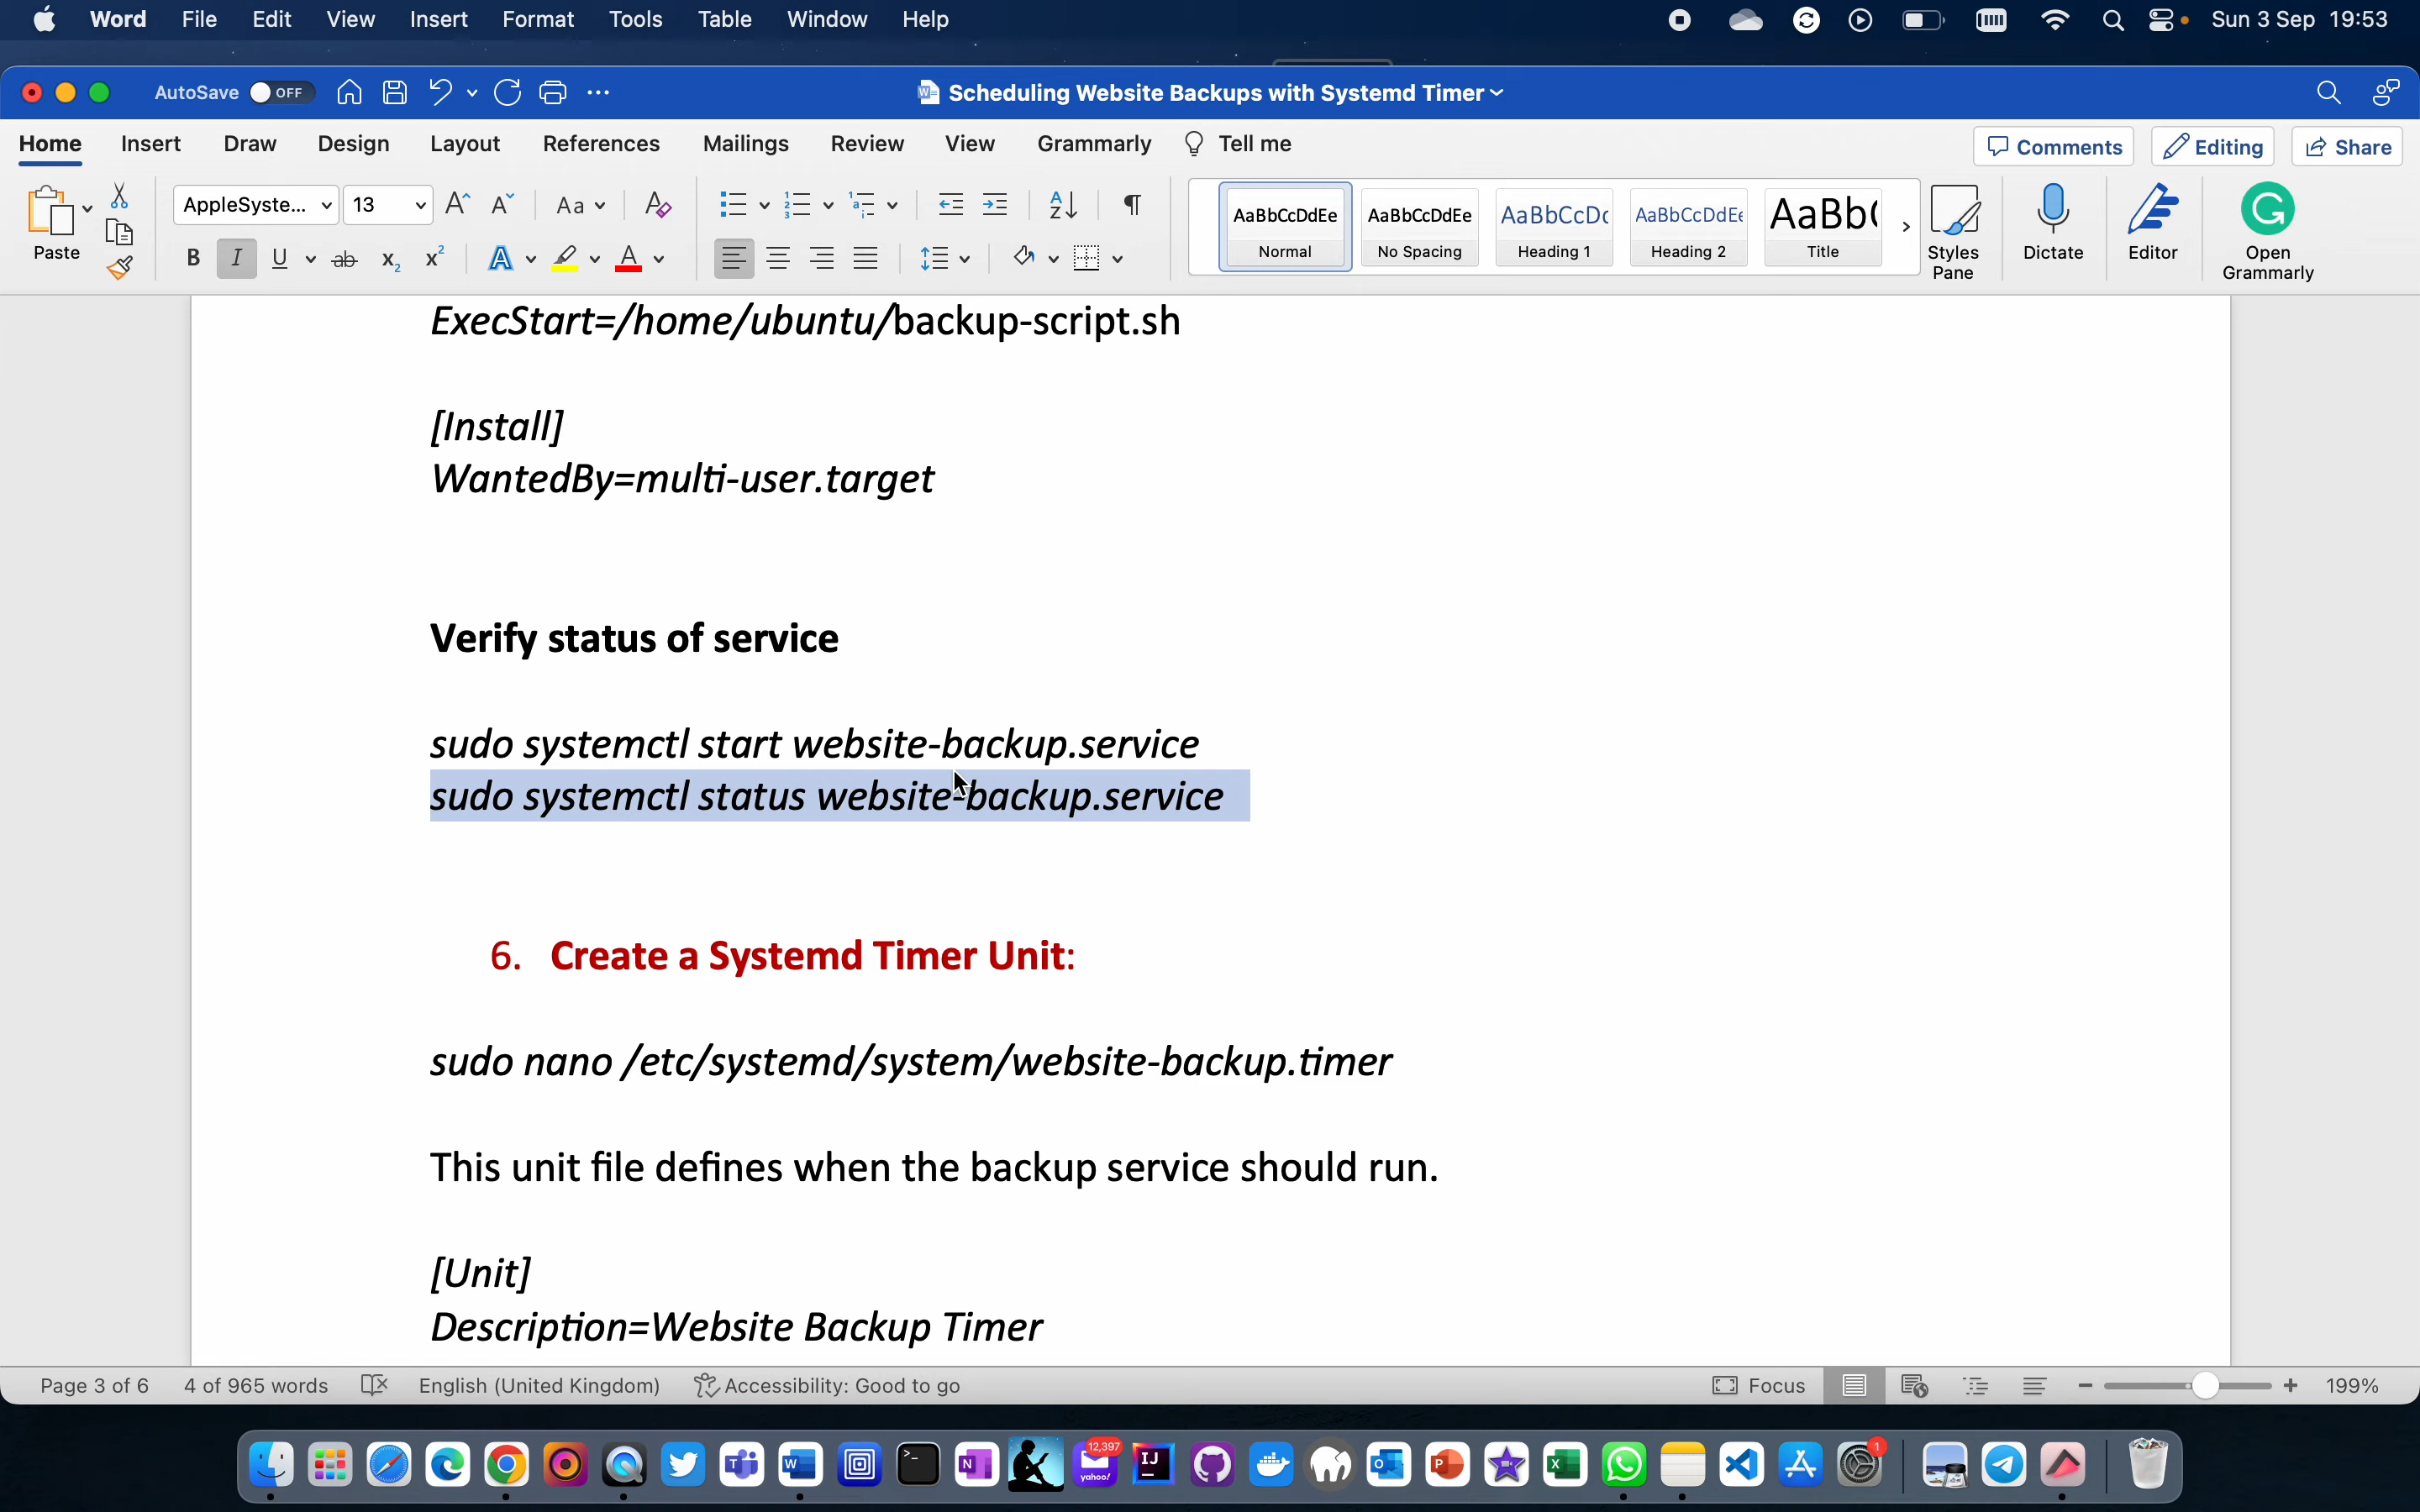 Word File Edit View Insert Format Tools Table Window Help Sun 3 Sep 19:53
AutoSave OFF Scheduling Website Backups with Systemd Timer
Home Insert Draw Design Layout References Mailings Review View Grammarly Tell me Comments Editing Share
Paste AppleSyste... 13 Aa AaBbCcDdEe Normal AaBbCcDdEe No Spacing AaBbCcDc Heading 1 AaBbCcDdEe Heading 2 AaBb( Title Styles Pane Dictate Editor Open Grammarly
ExecStart=/home/ubuntu/backup-script.sh
[Install]
WantedBy=multi-user.target
Verify status of service
sudo systemctl start website-backup.service
sudo systemctl status website-backup.service
6. Create a Systemd Timer Unit:
sudo nano /etc/systemd/system/website-backup.timer
This unit file defines when the backup service should run.
[Unit]
Description=Website Backup Timer
Page 3 of 6 4 of 965 words English (United Kingdom) Accessibility: Good to go Focus 199%
12,397
yahoo!
1